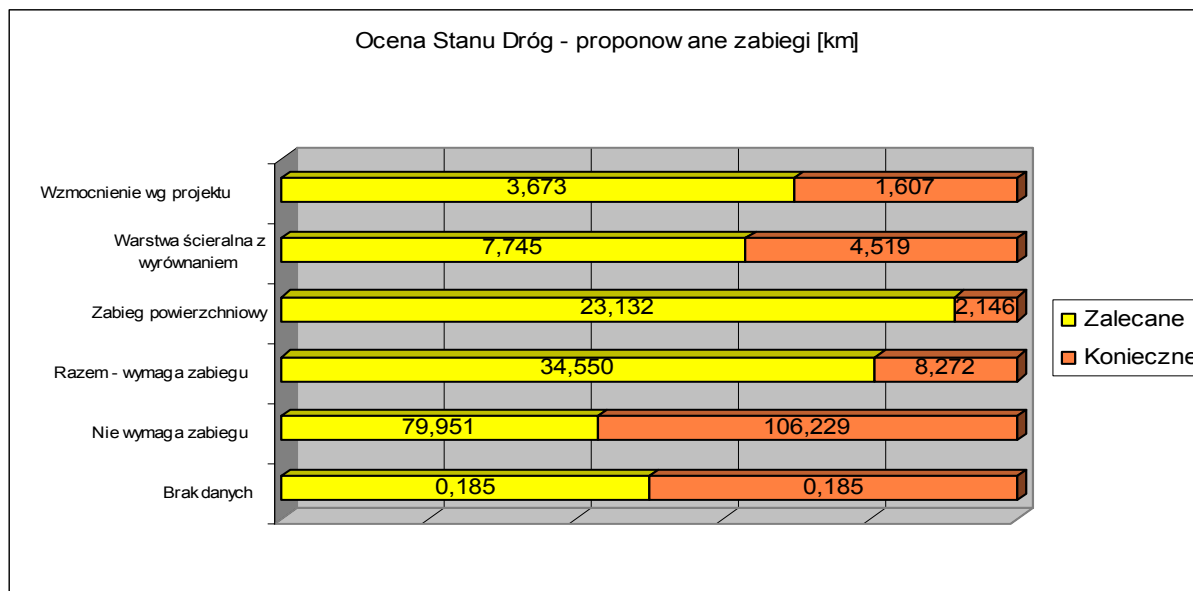 Ocena Stanu Dróg - proponowane zabiegi [km]
Wzmocnienie wg projektu
3,673
1,607
Warstwa ścieralna z
wyrównaniem
7,745
4,519
Zabieg powierzchniowy
23,132
2,146
Razem - wymaga zabiegu
34,550
8,272
Nie wymaga zabiegu
79,951
106,229
Brak danych
0,185
0,185
Zalecane
Konieczne